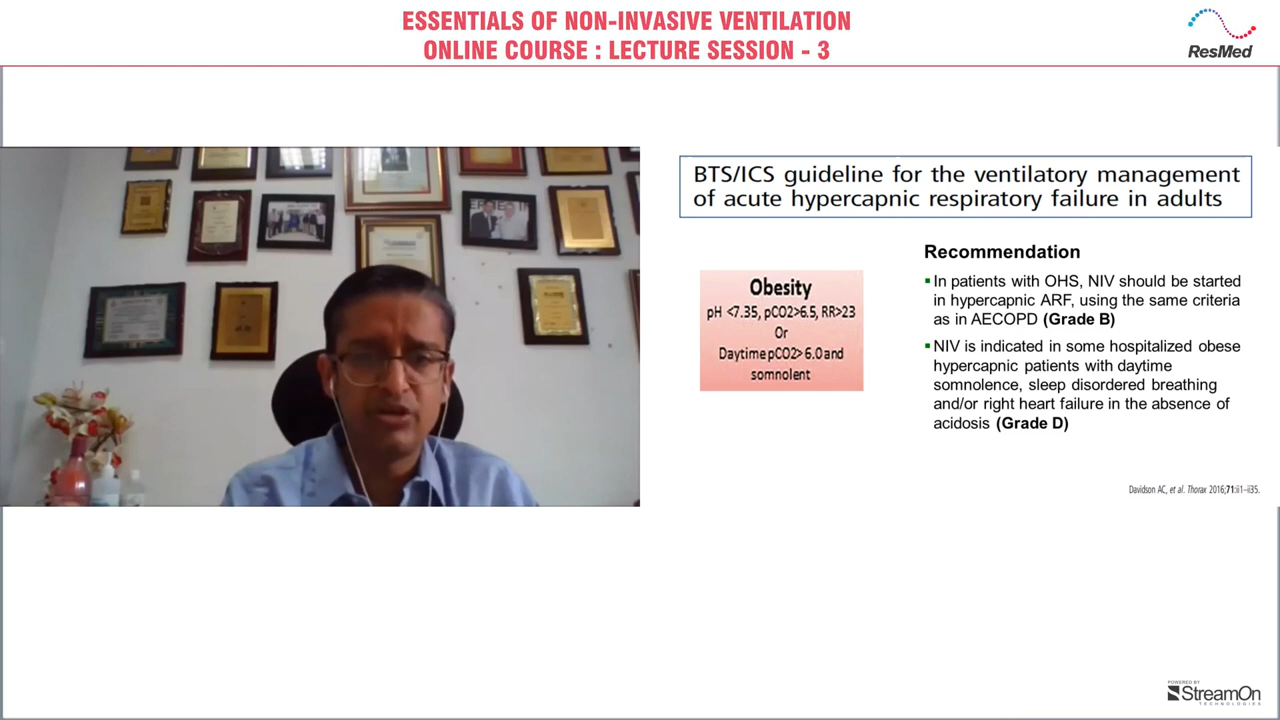 ESSENTIALS OF NON-INVASIVE VENTILATION
ONLINE COURSE : LECTURE SESSION - 3
ResMed
BTS/ICS guideline for the ventilatory management
of acute hypercapnic respiratory failure in adults
Obesity
pH <7.35, pCO2>6.5, RR>23
Or
Daytime pCO2> 6.0 and
somnolent
Recommendation
In patients with OHS, NIV should be started
in hypercapnic ARF, using the same criteria
as in AECOPD (Grade B)
NIV is indicated in some hospitalized obese
hypercapnic patients with daytime
somnolence, sleep disordered breathing
and/or right heart failure in the absence of
acidosis (Grade D)
Davidson AC, et al. Thorax 2016;71:ii1–ii35.
POWERED BY
StreamOn
TECHNOLOGIES